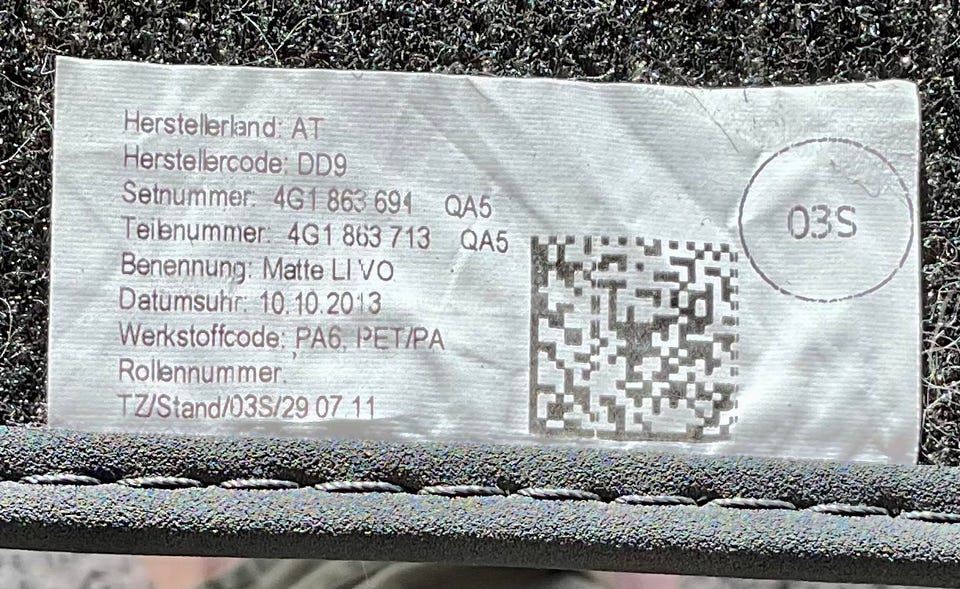 Herstellerland: AT
Herstellercode: DD9
Setnummer: 4G1 863 691 QA5
Teilenummer: 4G1 863 713 QA5
Benennung: Matte LI VO
Datumsuhr: 10.10.2013
Werkstoffcode: PA6, PET/PA
Rollennummer:
TZ/Stand/03S/29 07 11
03S